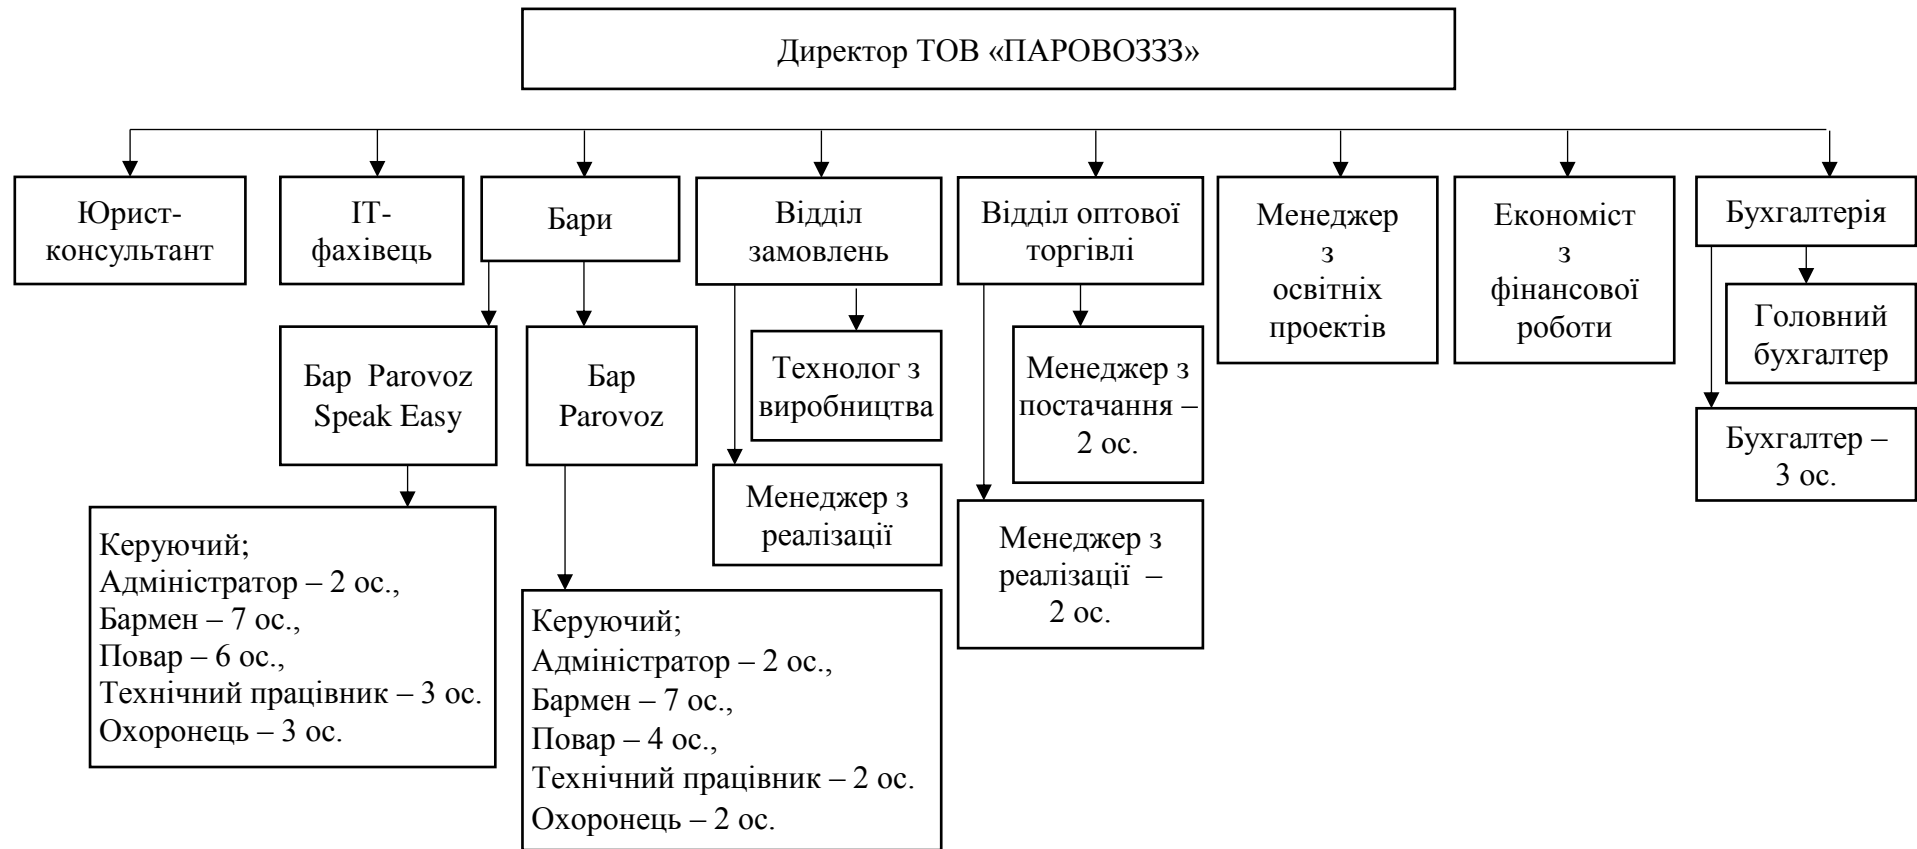 Директор ТОВ «ПАРОВОЗЗЗ»
Юрист-
консультант
ІТ-
фахівець
Бари
Відділ
замовлень
Відділ оптової
торгівлі
Менеджер
з
освітніх
проектів
Економіст
з
фінансової
роботи
Бухгалтерія
Головний
бухгалтер
Бухгалтер –
3 ос.
Бар Parovoz
Speak Easy
Бар
Parovoz
Технолог з
виробництва
Менеджер з
реалізації
Менеджер з
постачання –
2 ос.
Менеджер з
реалізації –
2 ос.
Керуючий;
Адміністратор – 2 ос.,
Бармен – 7 ос.,
Повар – 6 ос.,
Технічний працівник – 3 ос.
Охоронець – 3 ос.
Керуючий;
Адміністратор – 2 ос.,
Бармен – 7 ос.,
Повар – 4 ос.,
Технічний працівник – 2 ос.
Охоронець – 2 ос.